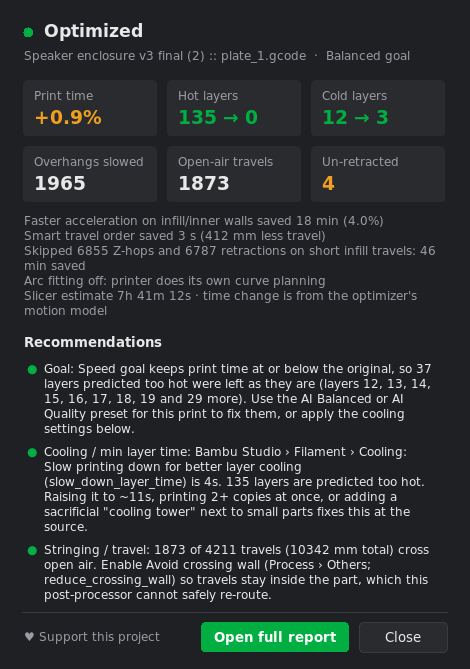 Optimized
Speaker enclosure v3 final (2) :: plate_1.gcode · Balanced goal
Print time
Hot layers
Cold layers
+0.9%
135 → 0
12 → 3
Overhangs slowed
Open-air travels
Un-retracted
1965
1873
4
Faster acceleration on infill/inner walls saved 18 min (4.0%)
Smart travel order saved 3 s (412 mm less travel)
Skipped 6855 Z-hops and 6787 retractions on short infill travels: 46
min saved
Arc fitting off: printer does its own curve planning
Slicer estimate 7h 41m 12s · time change is from the optimizer's
motion model
Recommendations
Goal: Speed goal keeps print time at or below the original, so 37
layers predicted too hot were left as they are (layers 12, 13, 14,
15, 16, 17, 18, 19 and 29 more). Use the AI Balanced or AI
Quality preset for this print to fix them, or apply the cooling
settings below.
Cooling / min layer time: Bambu Studio › Filament › Cooling:
Slow printing down for better layer cooling
(slow_down_layer_time) is 4s. 135 layers are predicted too hot.
Raising it to ~11s, printing 2+ copies at once, or adding a
sacrificial "cooling tower" next to small parts fixes this at the
source.
Stringing / travel: 1873 of 4211 travels (10342 mm total) cross
open air. Enable Avoid crossing wall (Process › Others;
reduce_crossing_wall) so travels stay inside the part, which this
post-processor cannot safely re-route.
♥ Support this project
Open full report
Close